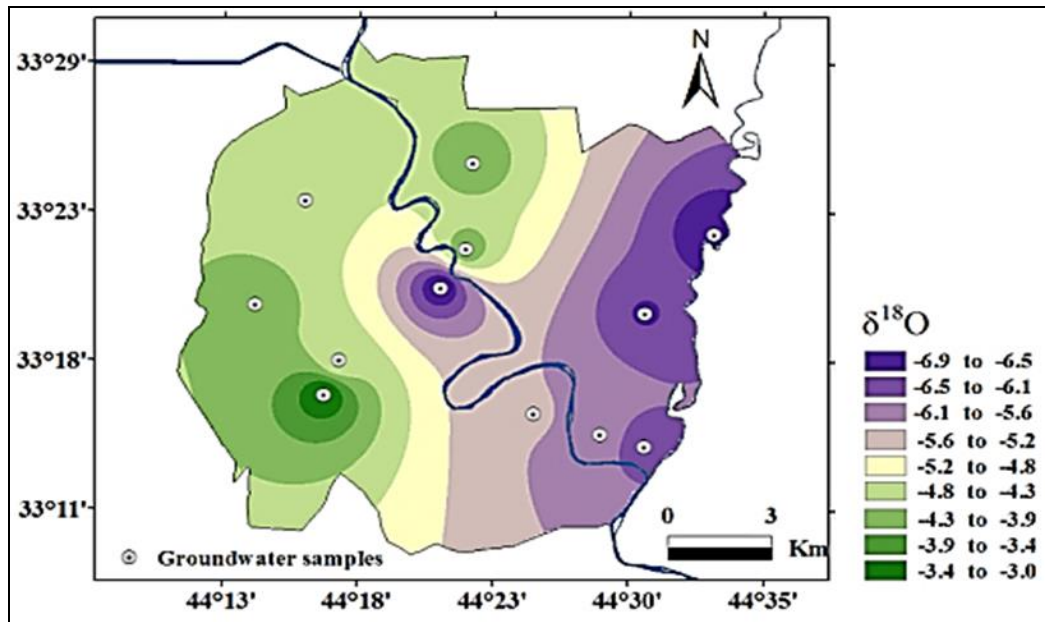 N
33°29'
33°23'
33°18'
33°11'
44°13'
44°18'
44°23'
44°30'
44°35'
Groundwater samples
0 3
Km
δ¹⁸O
-6.9 to -6.5
-6.5 to -6.1
-6.1 to -5.6
-5.6 to -5.2
-5.2 to -4.8
-4.8 to -4.3
-4.3 to -3.9
-3.9 to -3.4
-3.4 to -3.0